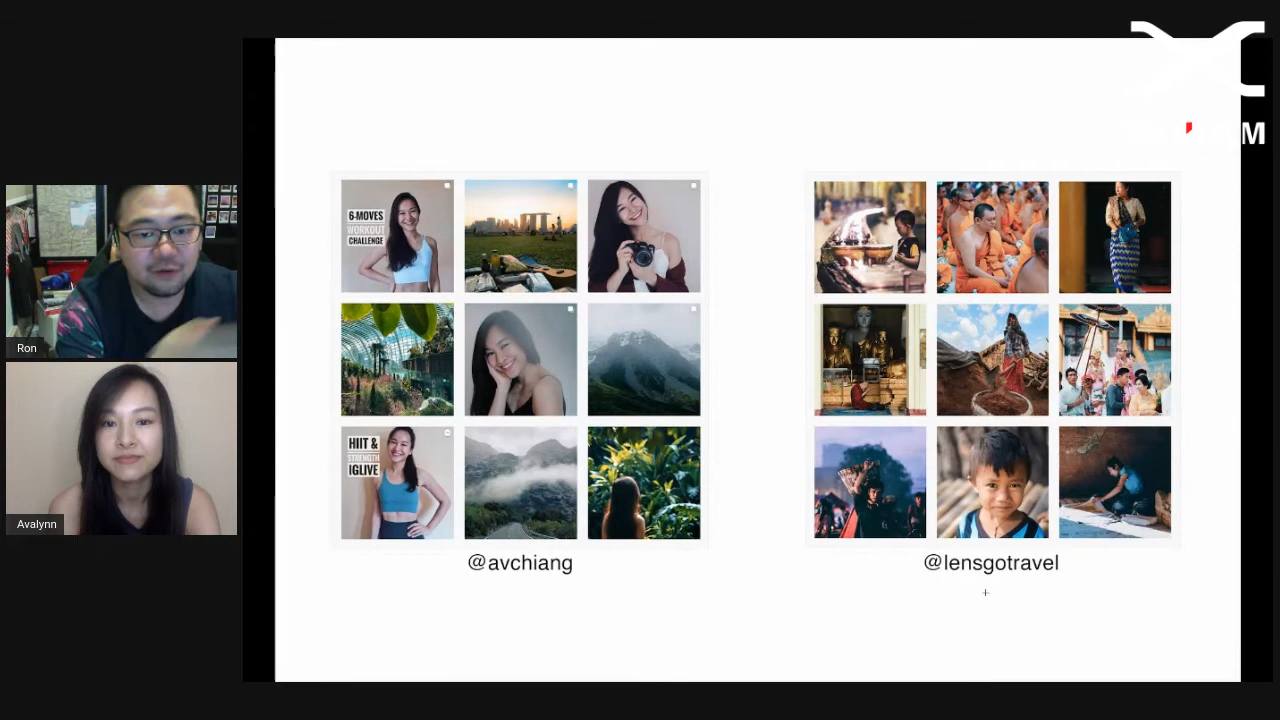 Ron
Avalynn
6-MOVES
WORKOUT
CHALLENGE
HIIT &
STRENGTH
IGLIVE
@avchiang
@lensgotravel
M